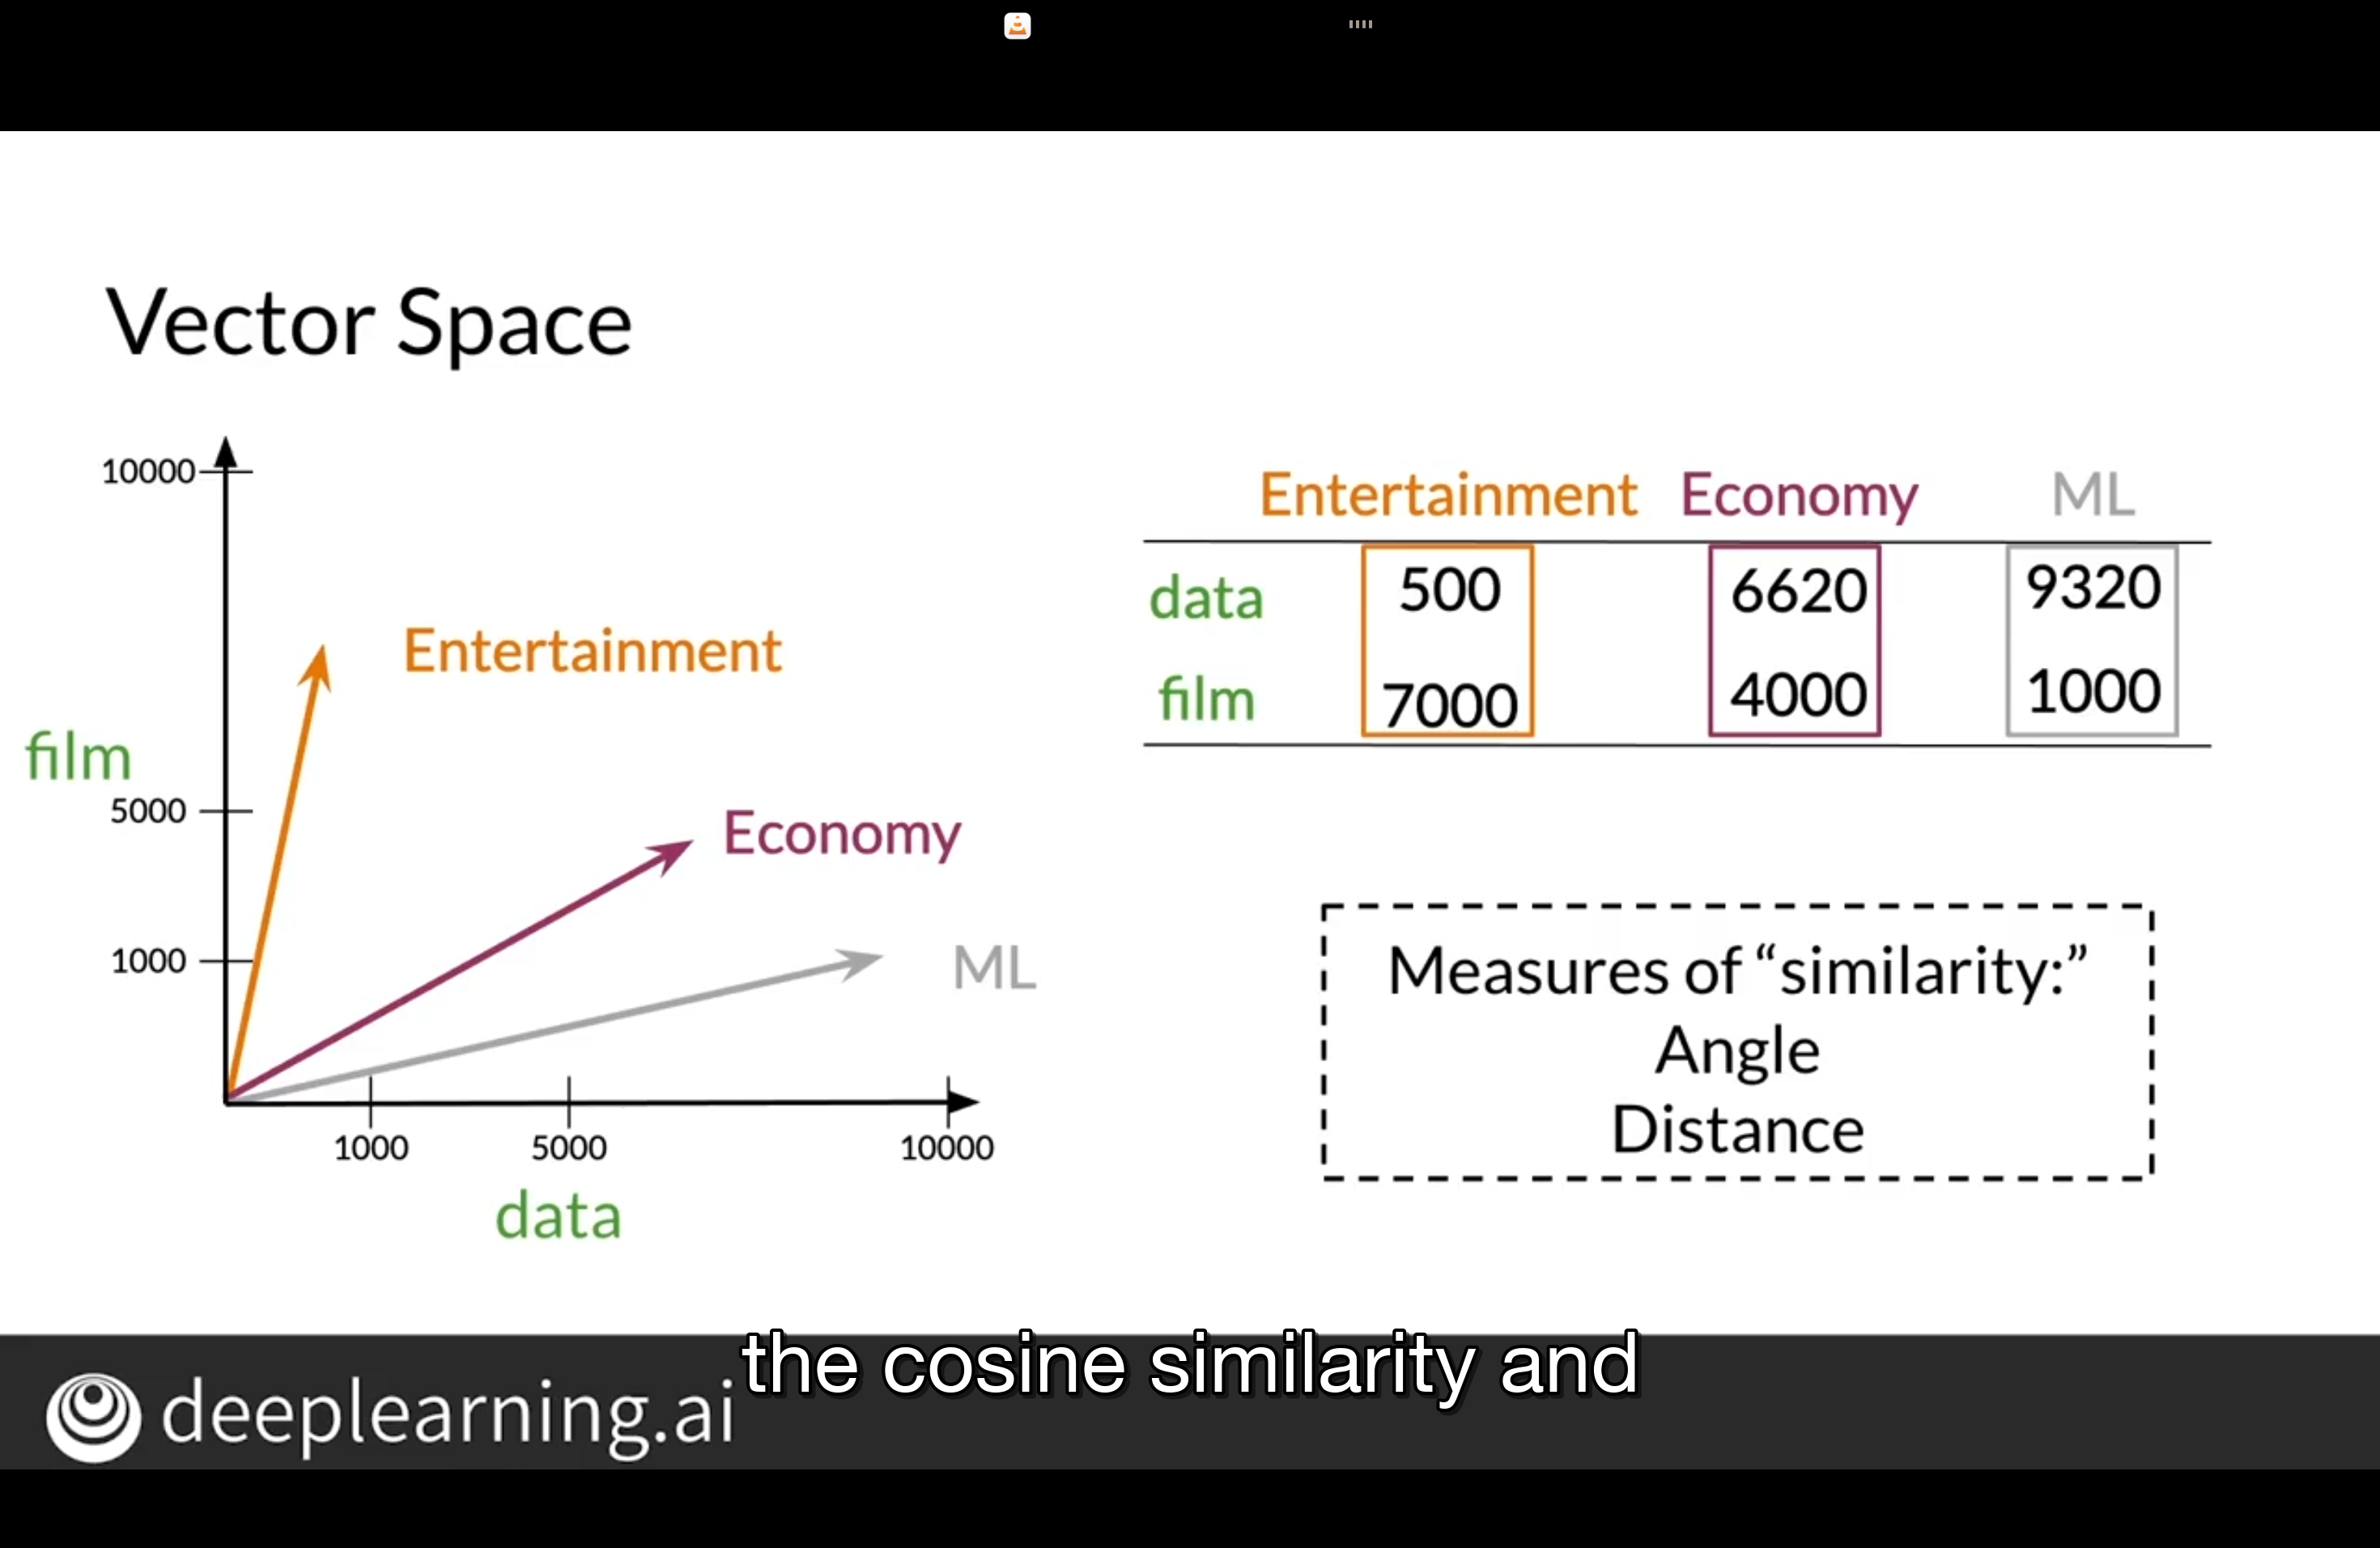 Vector Space
10000
Entertainment
film
5000
Economy
1000
ML
1000 5000 10000
data
Entertainment Economy ML
data 500 6620 9320
film 7000 4000 1000
Measures of “similarity:”
Angle
Distance
the cosine similarity and
deeplearning.ai